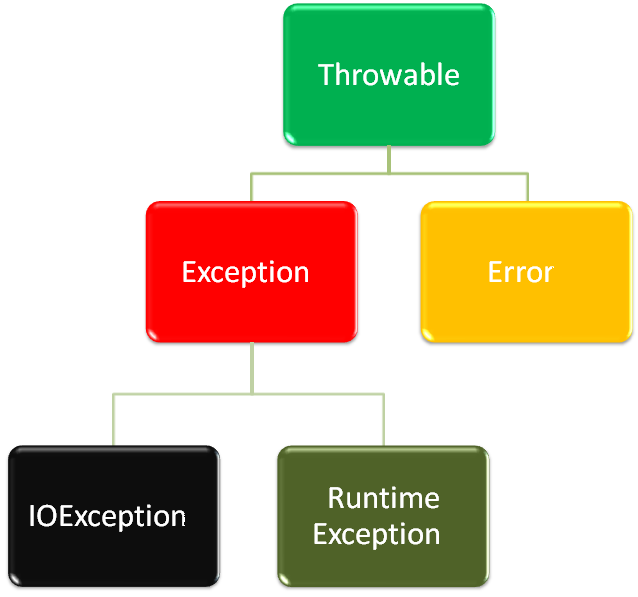 Throwable
Exception
Error
IOException
Runtime
Exception